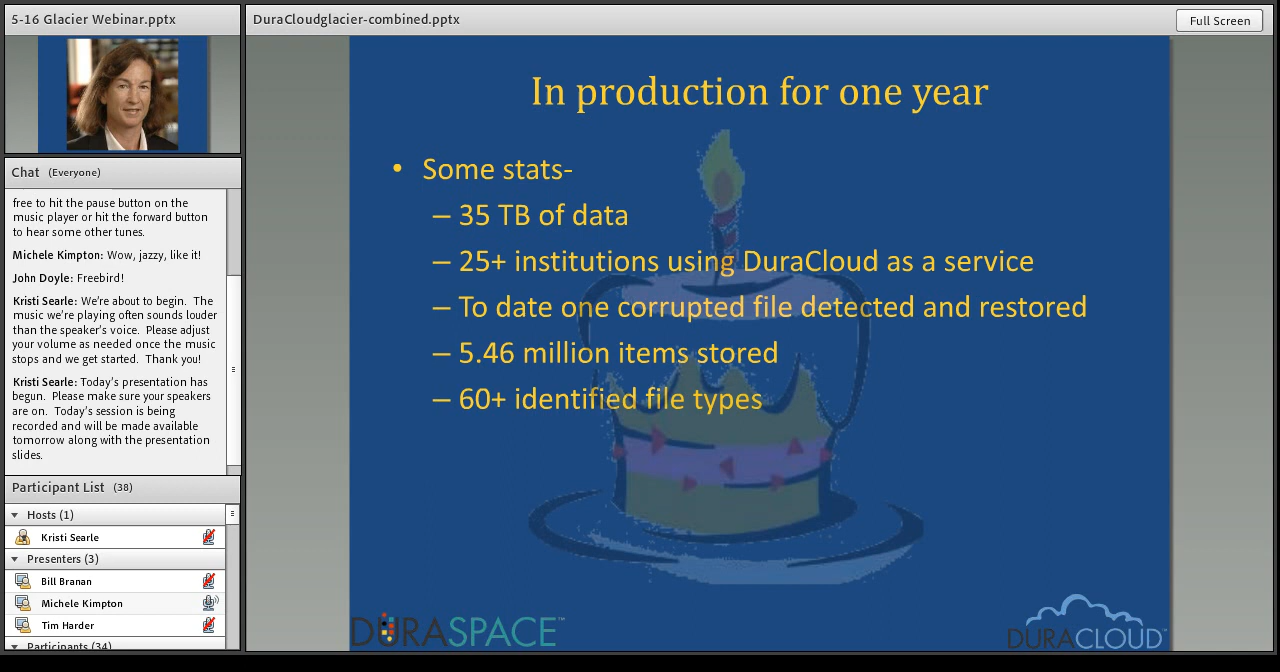 5-16 Glacier Webinar.pptx
Chat (Everyone)
free to hit the pause button on the
music player or hit the forward button
to hear some other tunes.
Michele Kimpton: Wow, jazzy, like it!
John Doyle: Freebird!
Kristi Searle: We're about to begin. The
music we're playing often sounds louder
than the speaker's voice. Please adjust
your volume as needed once the music
stops and we get started. Thank you!
Kristi Searle: Today's presentation has
begun. Please make sure your speakers
are on. Today's session is being
recorded and will be made available
tomorrow along with the presentation
slides.
Participant List (38)
Hosts (1)
Kristi Searle
Presenters (3)
Bill Branan
Michele Kimpton
Tim Harder
Participants (34)
DuraCloudglacier-combined.pptx
Full Screen
In production for one year
• Some stats-
– 35 TB of data
– 25+ institutions using DuraCloud as a service
– To date one corrupted file detected and restored
– 5.46 million items stored
– 60+ identified file types
DURASPACE™
DURACLOUD™